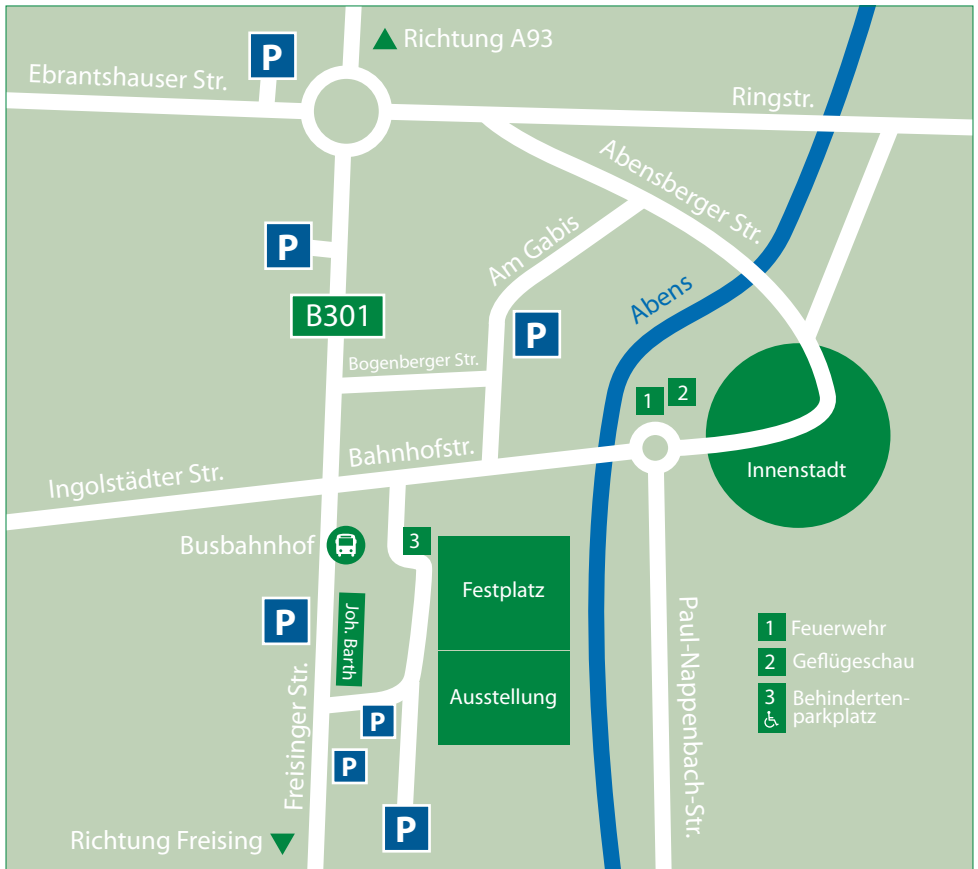 Richtung A93
P
Ebrantshauser Str.
Ringstr.
Abensberger Str.
P
Am Gabis
Abens
B301
P
Bogenberger Str.
1
2
Bahnhofstr.
Innenstadt
Ingolstädter Str.
Busbahnhof
3
Festplatz
P
Joh. Barth
Paul-Nappenbach-Str.
1 Feuerwehr
2 Geflügeschau
3 Behinderten-
parkplatz
Ausstellung
Freisinger Str.
P
P
P
Richtung Freising